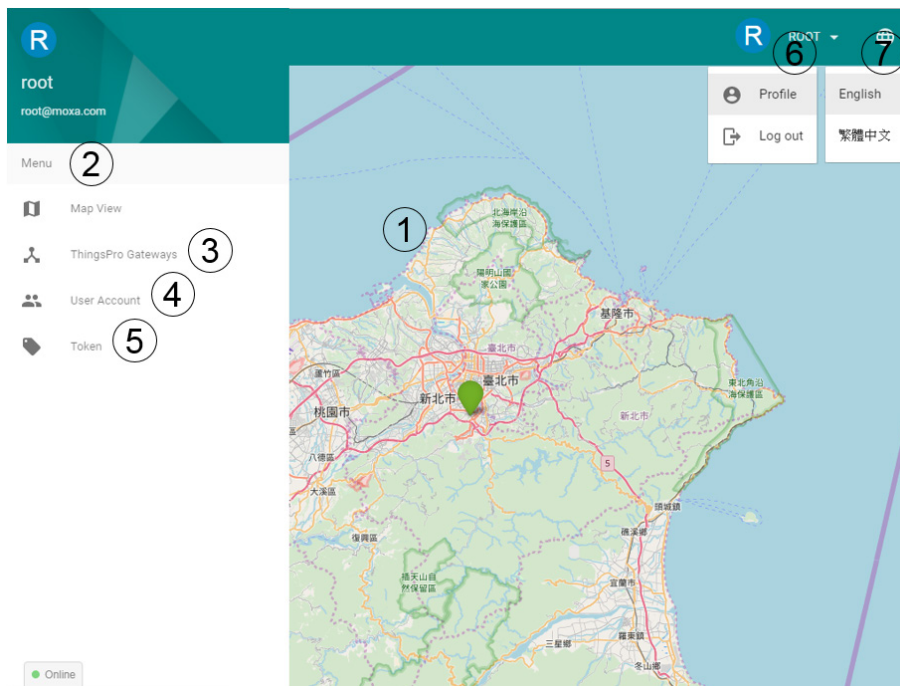 R
root
root@moxa.com
Menu
2
Map View
ThingsPro Gateways
3
User Account
4
Token
5
Online
R
ROOT
6
7
Profile
Log out
English
繁體中文
1
北海岸沿
海保護區
陽明山國
家公園
基隆市
臺北市
蘆竹區
臺北市
新北市
東北角沿
海保護區
桃園市
新北市
區
八德區
5
大溪區
頭城鎮
礁溪鄉
復興區
插天山自
然保留區
宜蘭市
三星鄉
羅東鎮
冬山鄉